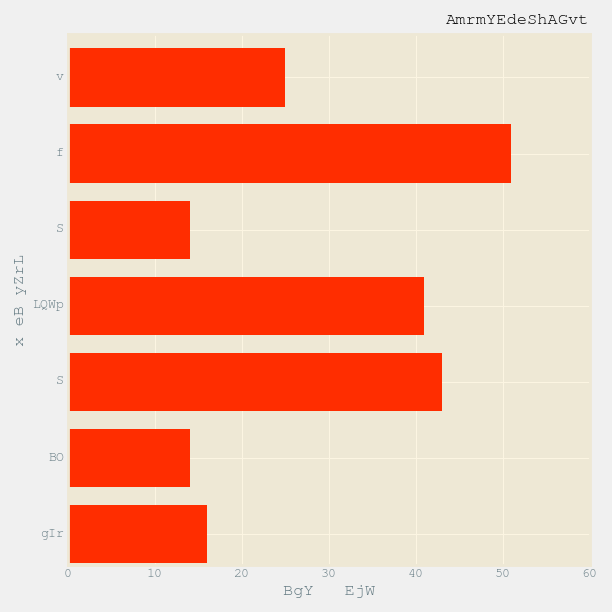 AmrmYEdeShAGvt
v
f
S
LQWp
S
BO
gIr
x eB yZrL
0 10 20 30 40 50 60
BgY   EjW